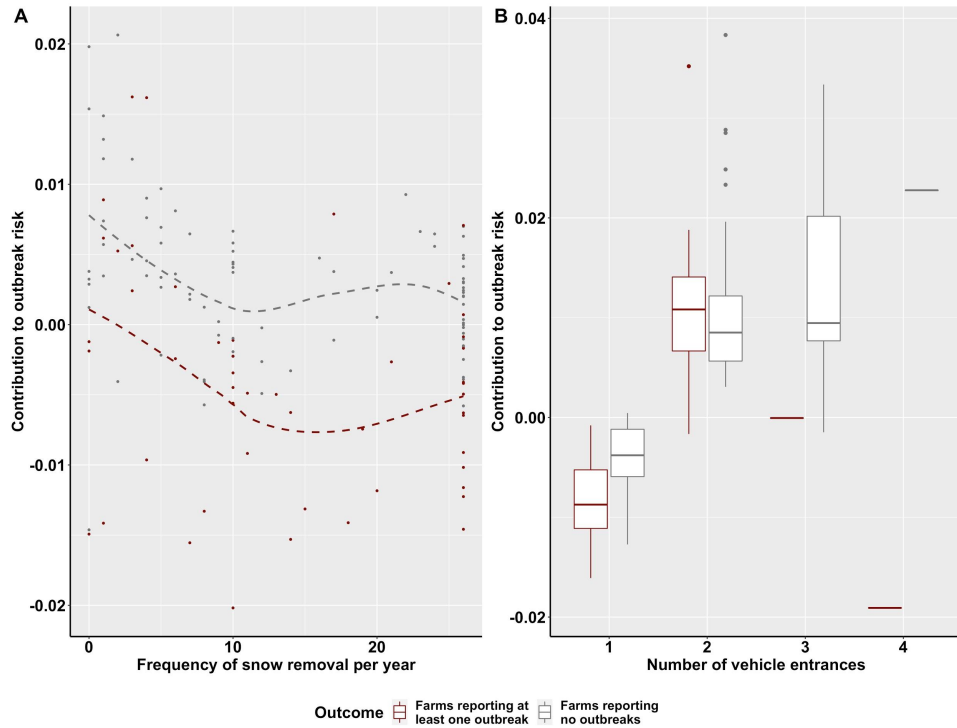 A
B
Contribution to outbreak risk
0.02
0.01
0.00
-0.01
-0.02
0 10 20
Frequency of snow removal per year
Contribution to outbreak risk
0.04
0.02
0.00
-0.02
1 2 3 4
Number of vehicle entrances
Outcome
Farms reporting at
least one outbreak
Farms reporting
no outbreaks